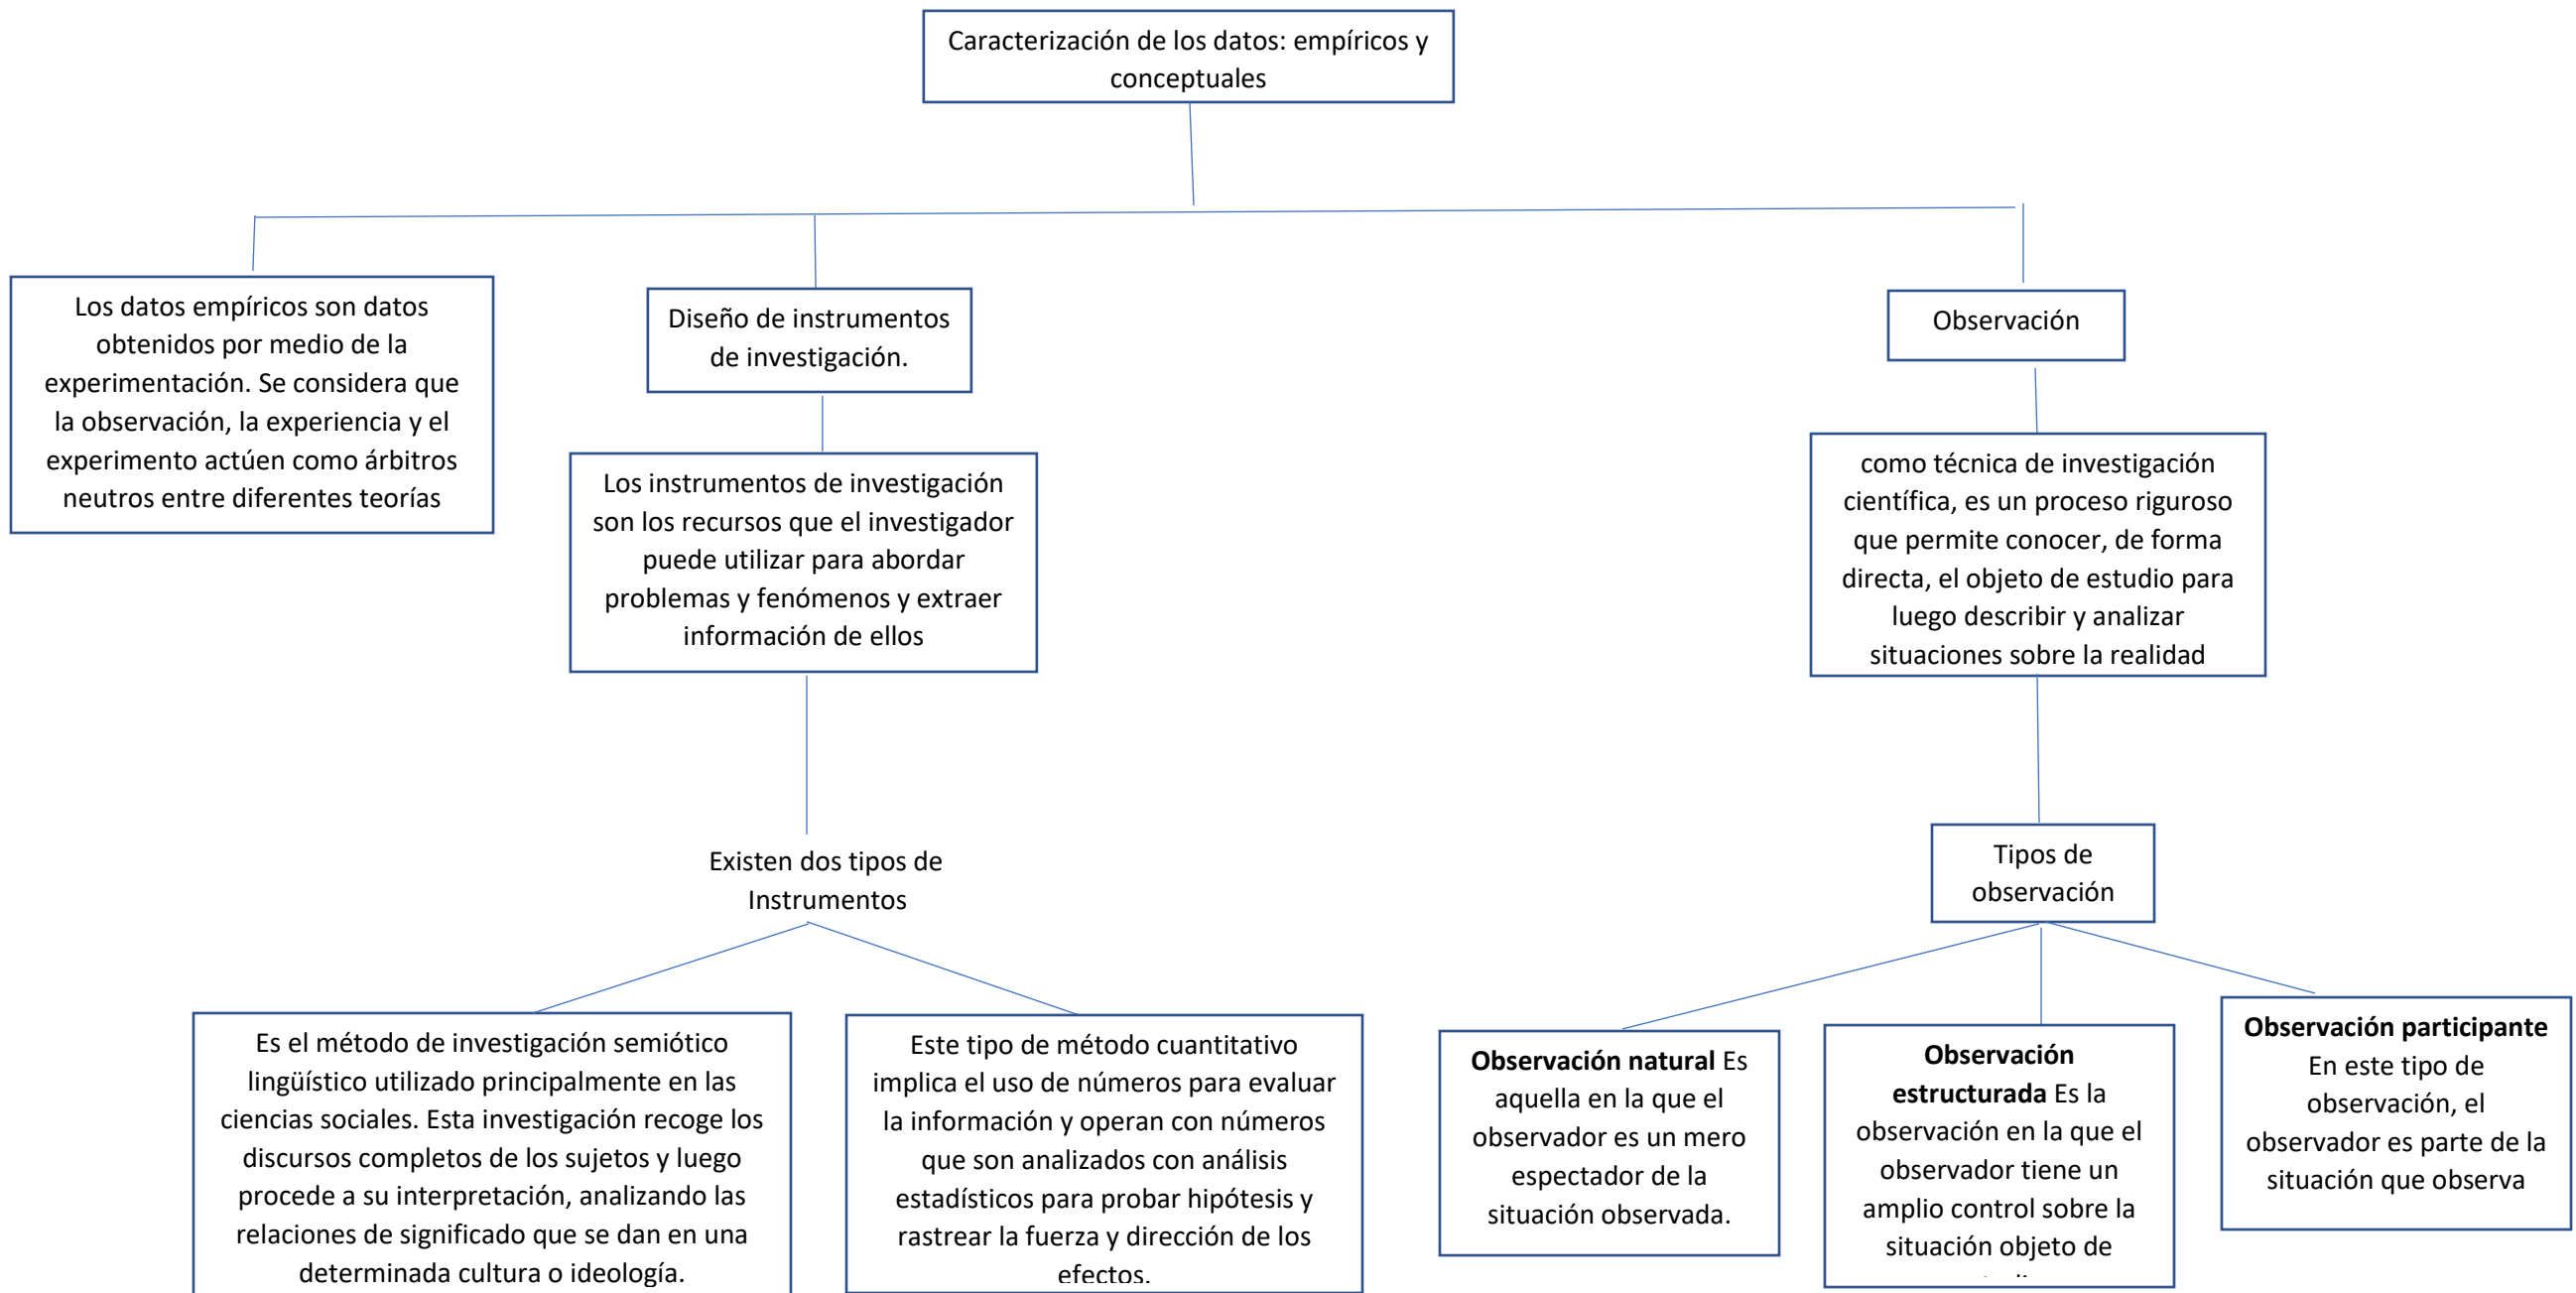 Caracterización de los datos: empíricos y
conceptuales
Los datos empíricos son datos
obtenidos por medio de la
experimentación. Se considera que
la observación, la experiencia y el
experimento actúen como árbitros
neutros entre diferentes teorías
Diseño de instrumentos
de investigación.
Los instrumentos de investigación
son los recursos que el investigador
puede utilizar para abordar
problemas y fenómenos y extraer
información de ellos
Existen dos tipos de
Instrumentos
Es el método de investigación semiótico
lingüístico utilizado principalmente en las
ciencias sociales. Esta investigación recoge los
discursos completos de los sujetos y luego
procede a su interpretación, analizando las
relaciones de significado que se dan en una
determinada cultura o ideología.
Este tipo de método cuantitativo
implica el uso de números para evaluar
la información y operan con números
que son analizados con análisis
estadísticos para probar hipótesis y
rastrear la fuerza y dirección de los
efectos.
Observación
como técnica de investigación
científica, es un proceso riguroso
que permite conocer, de forma
directa, el objeto de estudio para
luego describir y analizar
situaciones sobre la realidad
Tipos de
observación
Observación natural Es
aquella en la que el
observador es un mero
espectador de la
situación observada.
Observación
estructurada Es la
observación en la que el
observador tiene un
amplio control sobre la
situación objeto de
Observación participante
En este tipo de
observación, el
observador es parte de la
situación que observa